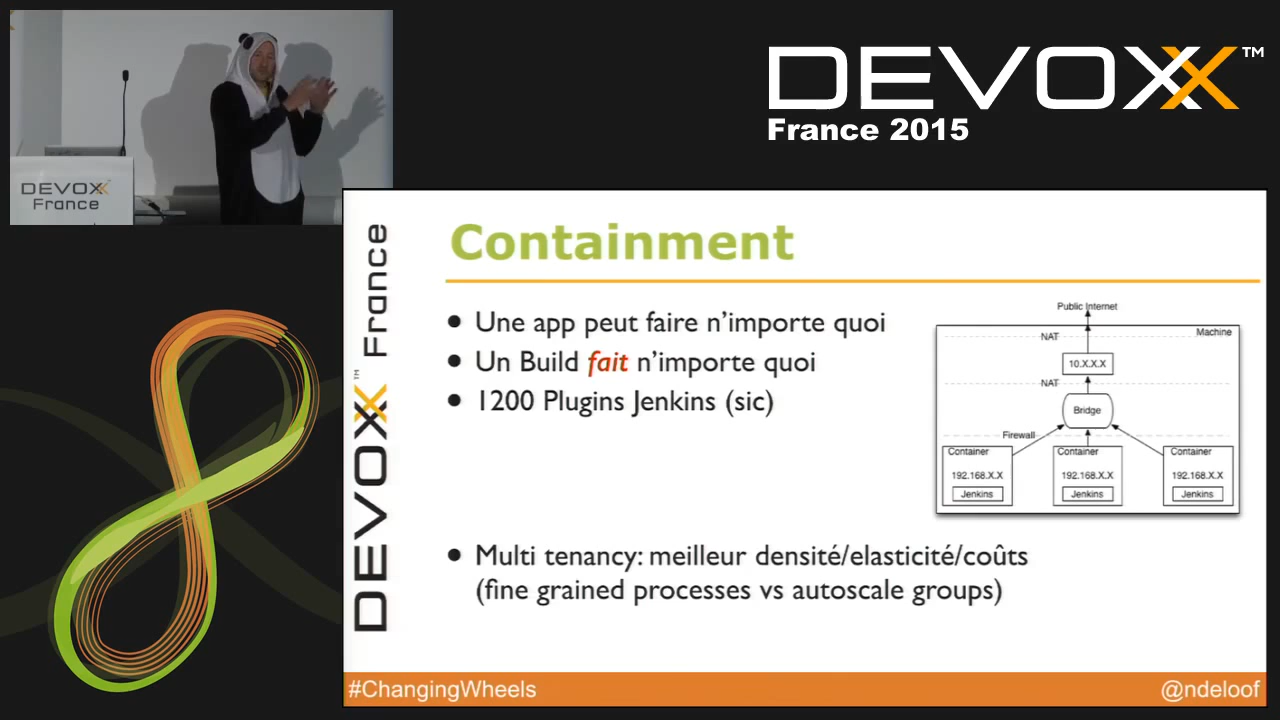 DEVOXX™
France 2015
DEVOXX
France
DEVOXX™ France
Containment
• Une app peut faire n'importe quoi
• Un Build fait n'importe quoi
• 1200 Plugins Jenkins (sic)
Public Internet
Machine
NAT
10.X.X.X
NAT
Bridge
Firewall
Container
Container
Container
192.168.X.X
192.168.X.X
192.168.X.X
Jenkins
Jenkins
Jenkins
• Multi tenancy: meilleur densité/elasticité/coûts
(fine grained processes vs autoscale groups)
#ChangingWheels
@ndeloof